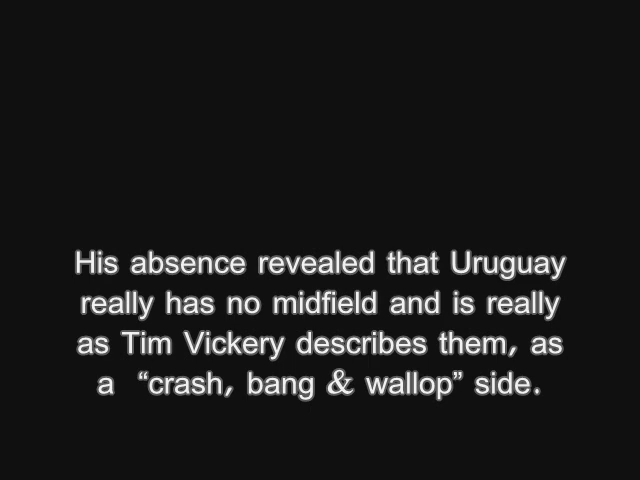 His absence revealed that Uruguay
really has no midfield and is really
as Tim Vickery describes them, as
a “crash, bang & wallop” side.